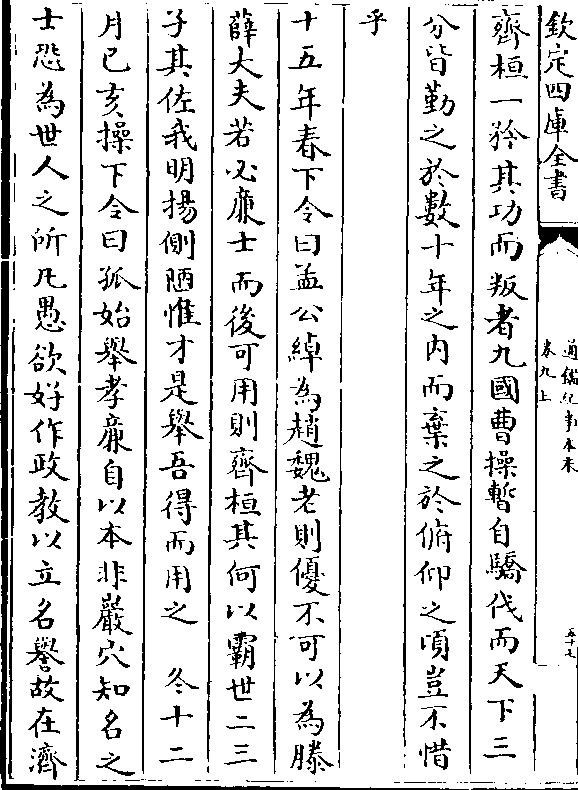 欽定四庫全書
通鑑紀事本末
卷九上
五十七
齊桓一矜其功而叛者九國曹操暫自驕伐而天下三
分皆勤之於數十年之內而棄之於俯仰之頃豈不惜
乎
十五年春下令曰孟公綽為趙魏老則優不可以為滕
薛大夫若必廉士而後可用則齊桓其何以霸世二三
子其佐我明揚側陋惟才是舉吾得而用之 冬十二
月己亥操下令曰孤始舉孝廉自以本非巖穴知名之
士恐為世人之所凡愚欲好作政教以立名譽故在濟